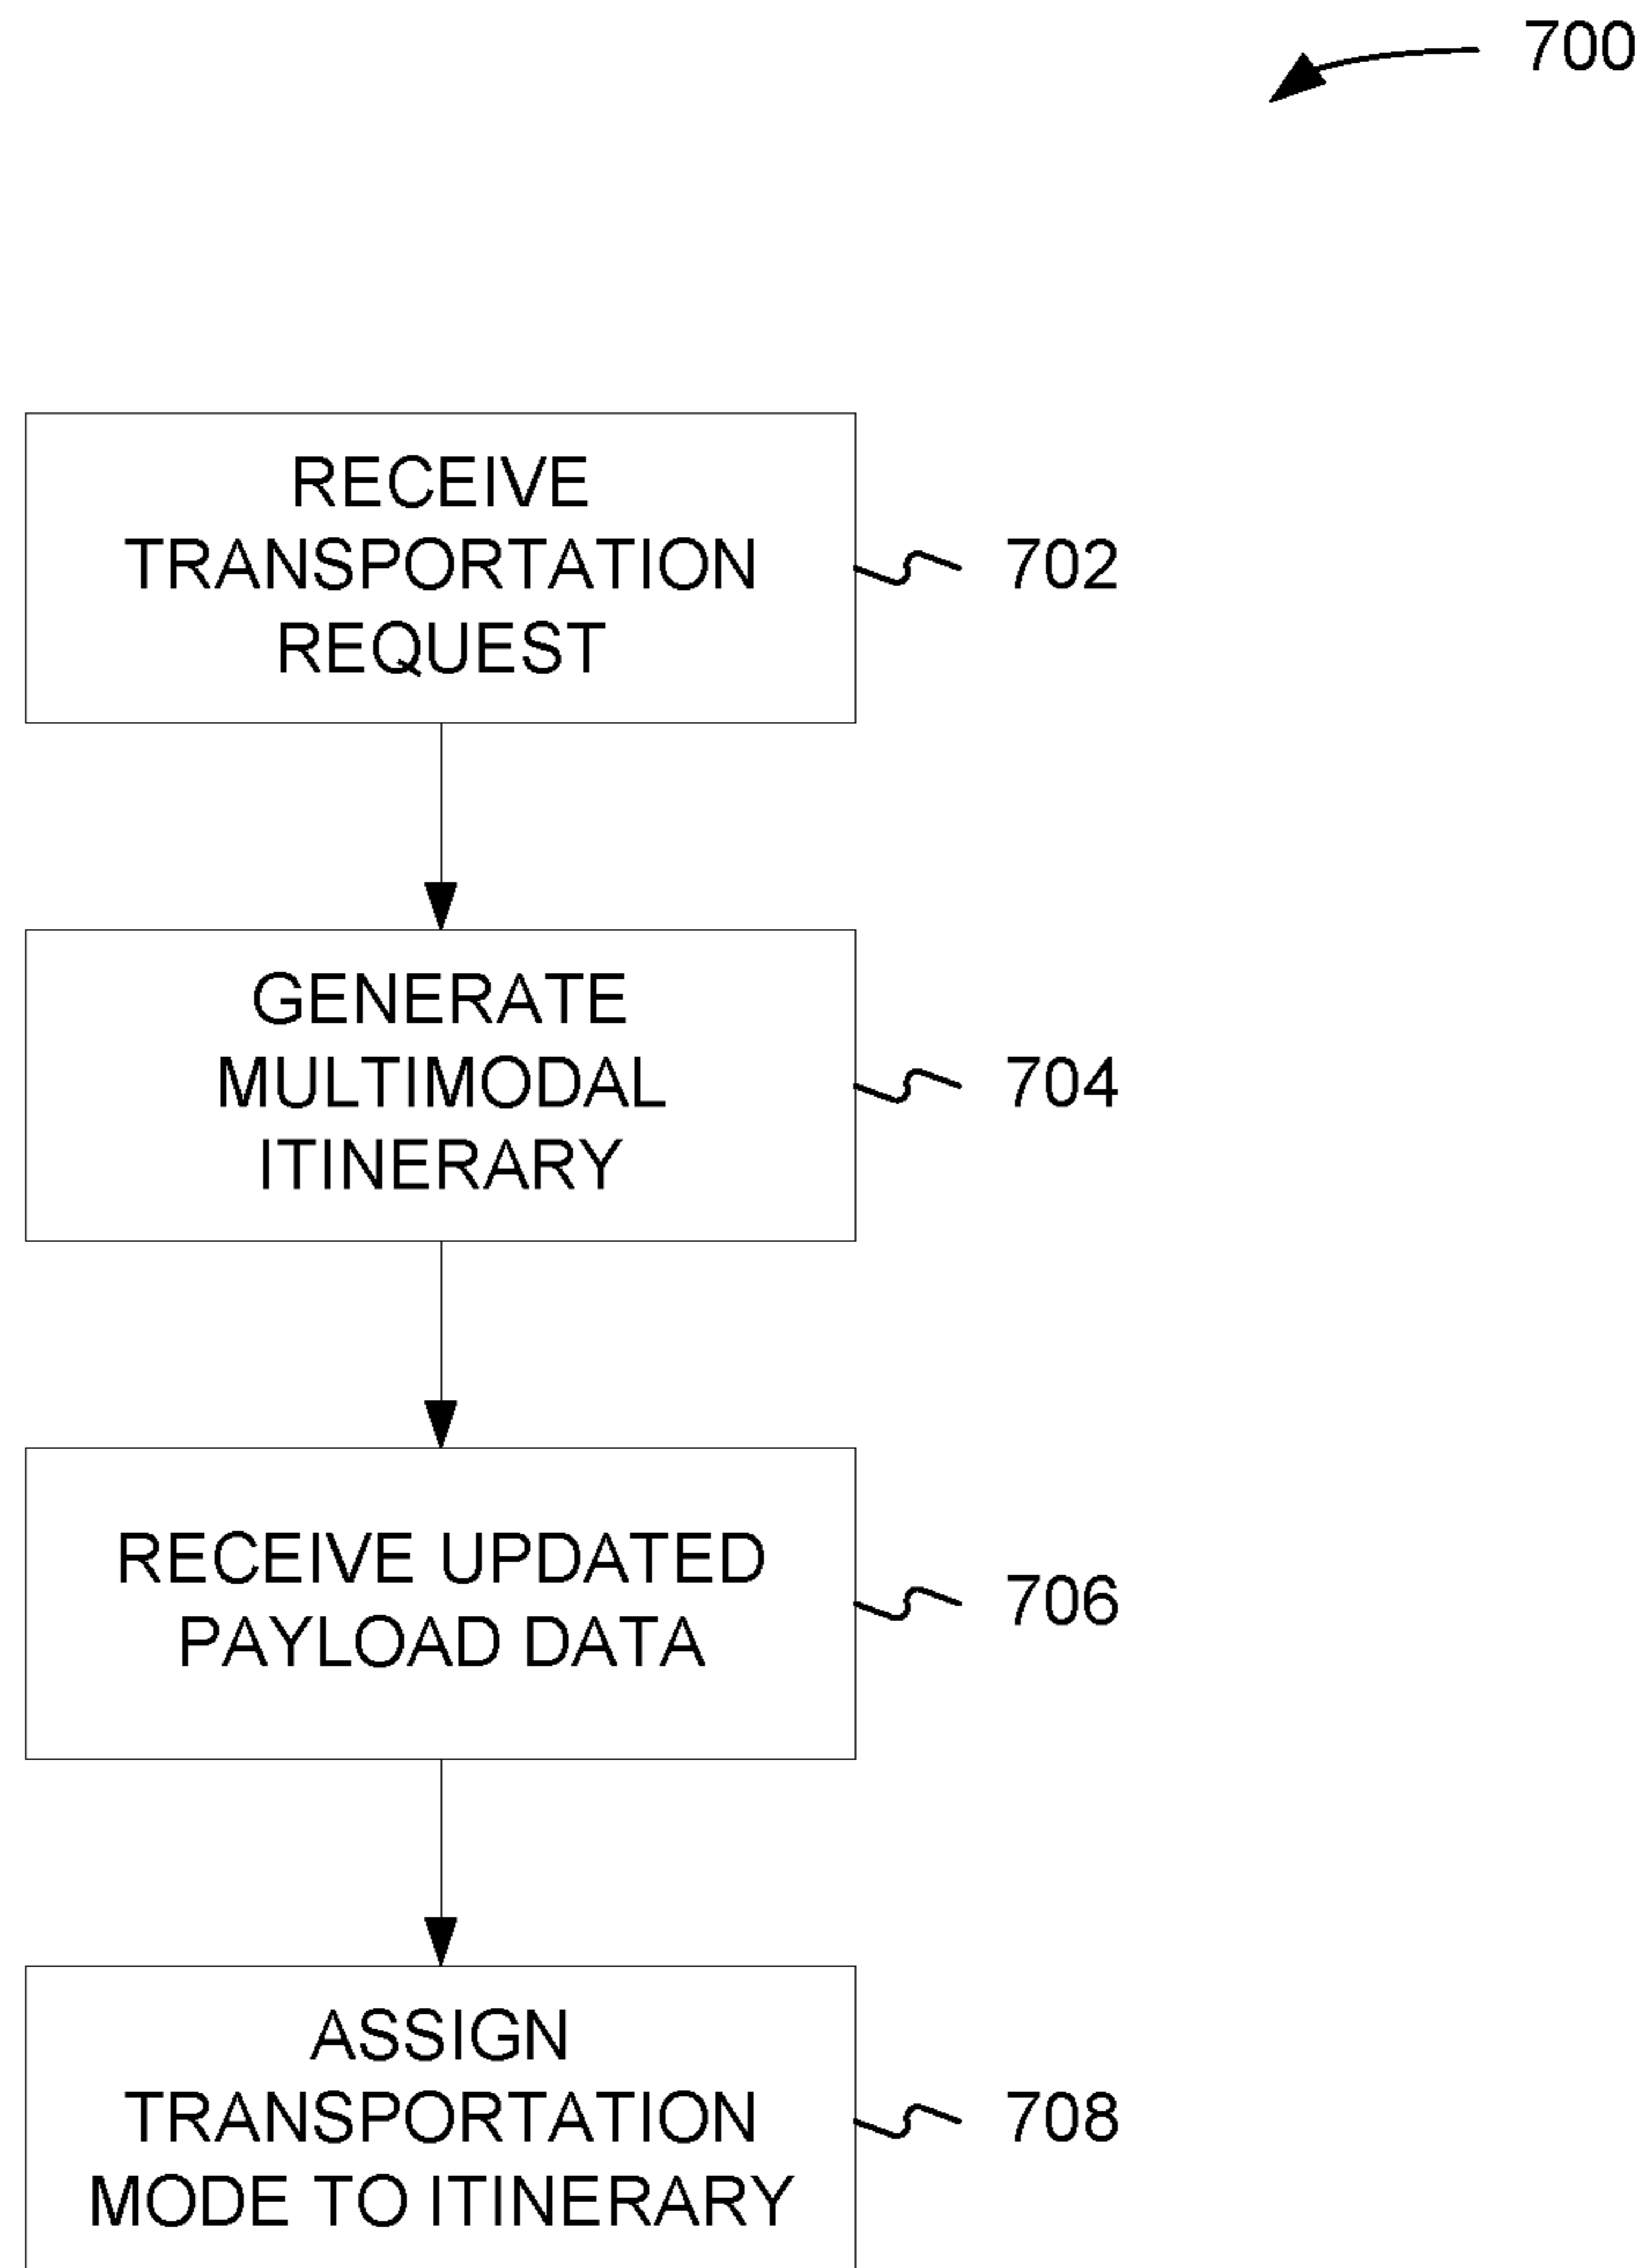 700
RECEIVE
TRANSPORTATION
REQUEST
702
GENERATE
MULTIMODAL
ITINERARY
704
RECEIVE UPDATED
PAYLOAD DATA
706
ASSIGN
TRANSPORTATION
MODE TO ITINERARY
708